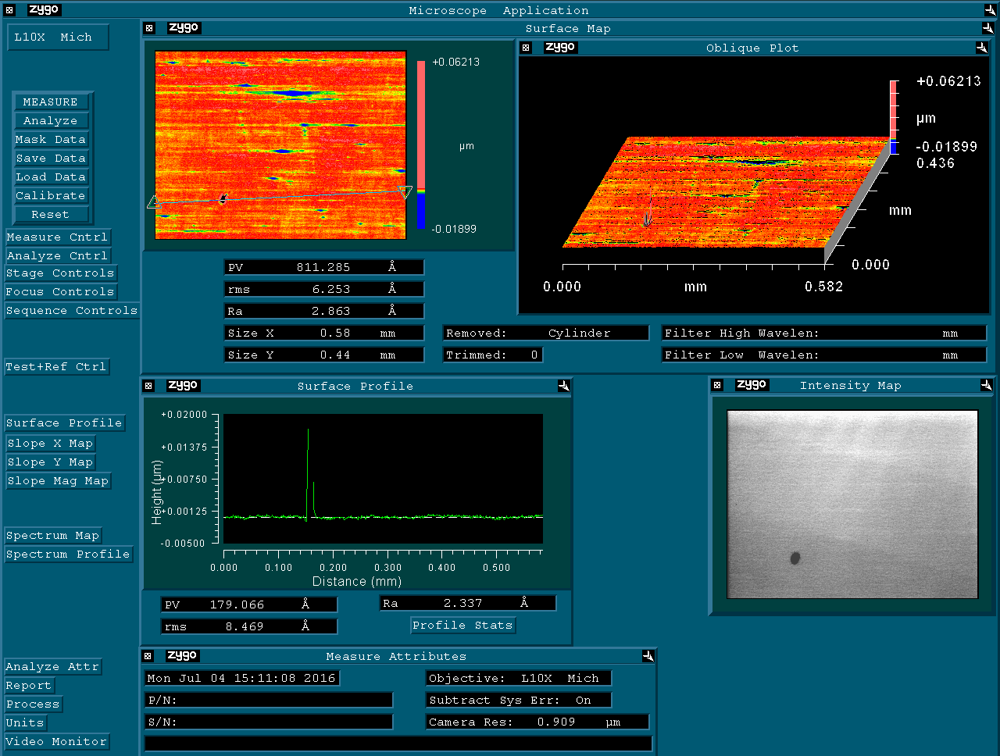 zygo Microscope Application
L10X Mich
MEASURE
Analyze
Mask Data
Save Data
Load Data
Calibrate
Reset
Measure Cntrl
Analyze Cntrl
Stage Controls
Focus Controls
Sequence Controls
Test+Ref Ctrl
Surface Profile
Slope X Map
Slope Y Map
Slope Mag Map
Spectrum Map
Spectrum Profile
Analyze Attr
Report
Process
Units
Video Monitor
zygo Surface Map
+0.06213
µm
-0.01899
zygo Oblique Plot
+0.06213
µm
-0.01899
0.436
mm
0.000
0.000 mm 0.582
PV 811.285 Å
rms 6.253 Å
Ra 2.863 Å
Size X 0.58 mm
Size Y 0.44 mm
Removed: Cylinder
Trimmed: 0
Filter High Wavelen: mm
Filter Low Wavelen: mm
zygo Surface Profile
Height (µm)
+0.02000
+0.01375
+0.00750
+0.00125
-0.00500
0.000 0.100 0.200 0.300 0.400 0.500
Distance (mm)
PV 179.066 Å
rms 8.469 Å
Ra 2.337 Å
Profile Stats
zygo Intensity Map
zygo Measure Attributes
Mon Jul 04 15:11:08 2016
P/N:
S/N:
Objective: L10X Mich
Subtract Sys Err: On
Camera Res: 0.909 µm